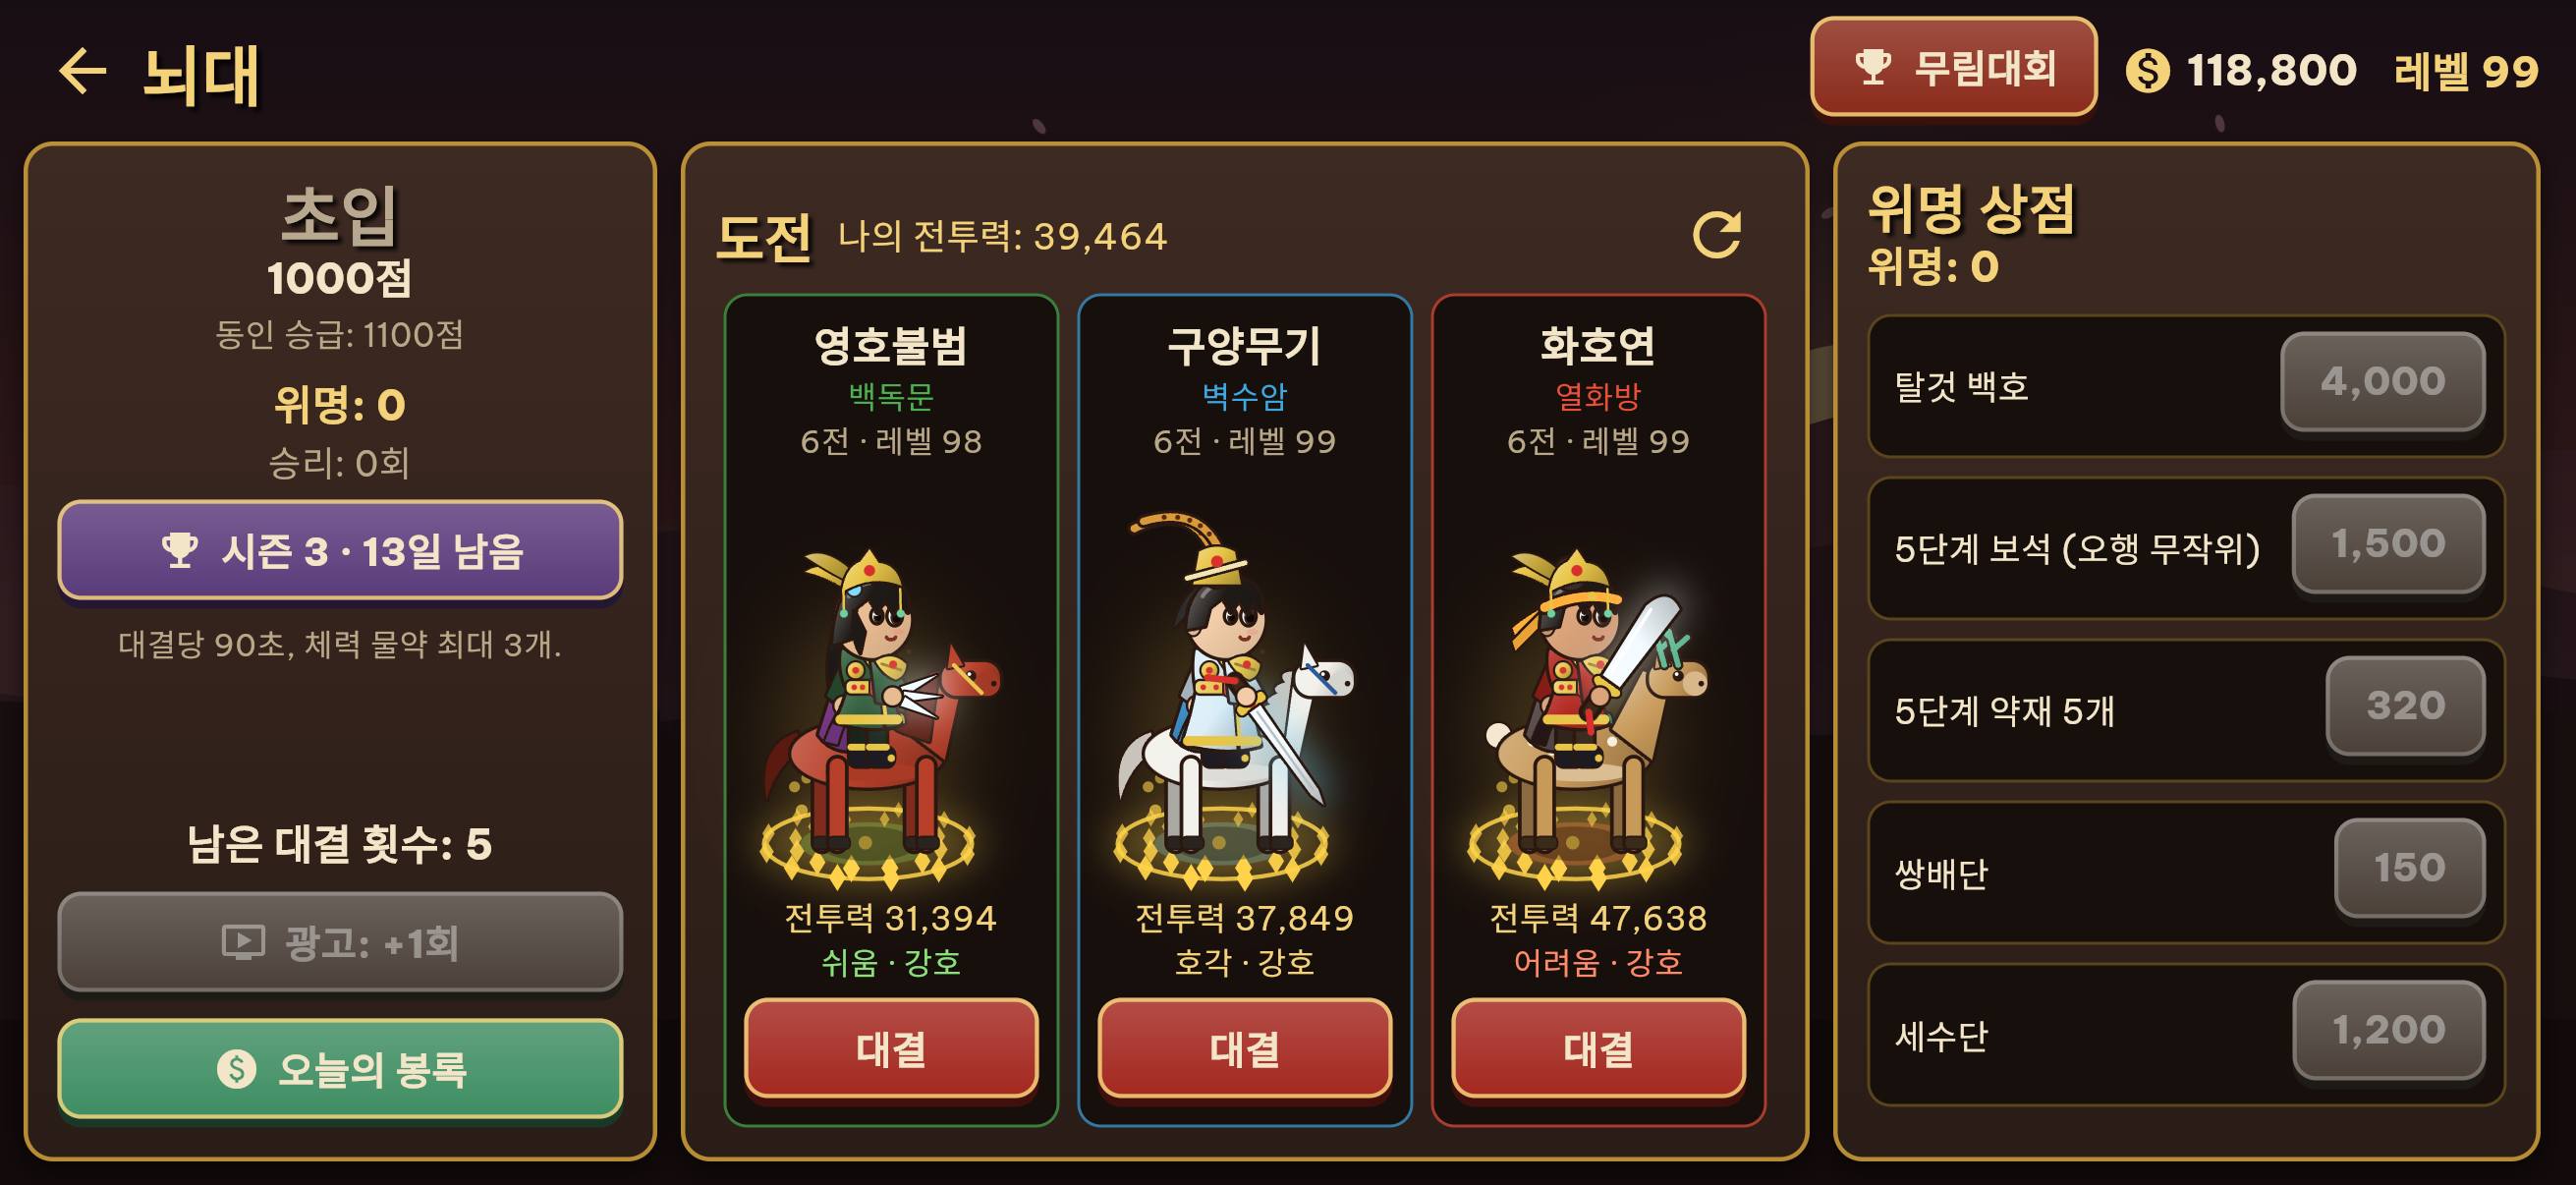 뇌대
무림대회
118,800
레벨 99
초입
1000점
동인 승급: 1100점
위명: 0
승리: 0회
시즌 3 · 13일 남음
대결당 90초, 체력 물약 최대 3개.
남은 대결 횟수: 5
광고: +1회
오늘의 봉록
도전
나의 전투력: 39,464
영호불범
백독문
6전 · 레벨 98
전투력 31,394
쉬움 · 강호
대결
구양무기
벽수암
6전 · 레벨 99
전투력 37,849
호각 · 강호
대결
화호연
열화방
6전 · 레벨 99
전투력 47,638
어려움 · 강호
대결
위명 상점
위명: 0
탈것 백호
4,000
5단계 보석 (오행 무작위)
1,500
5단계 약재 5개
320
쌍배단
150
세수단
1,200